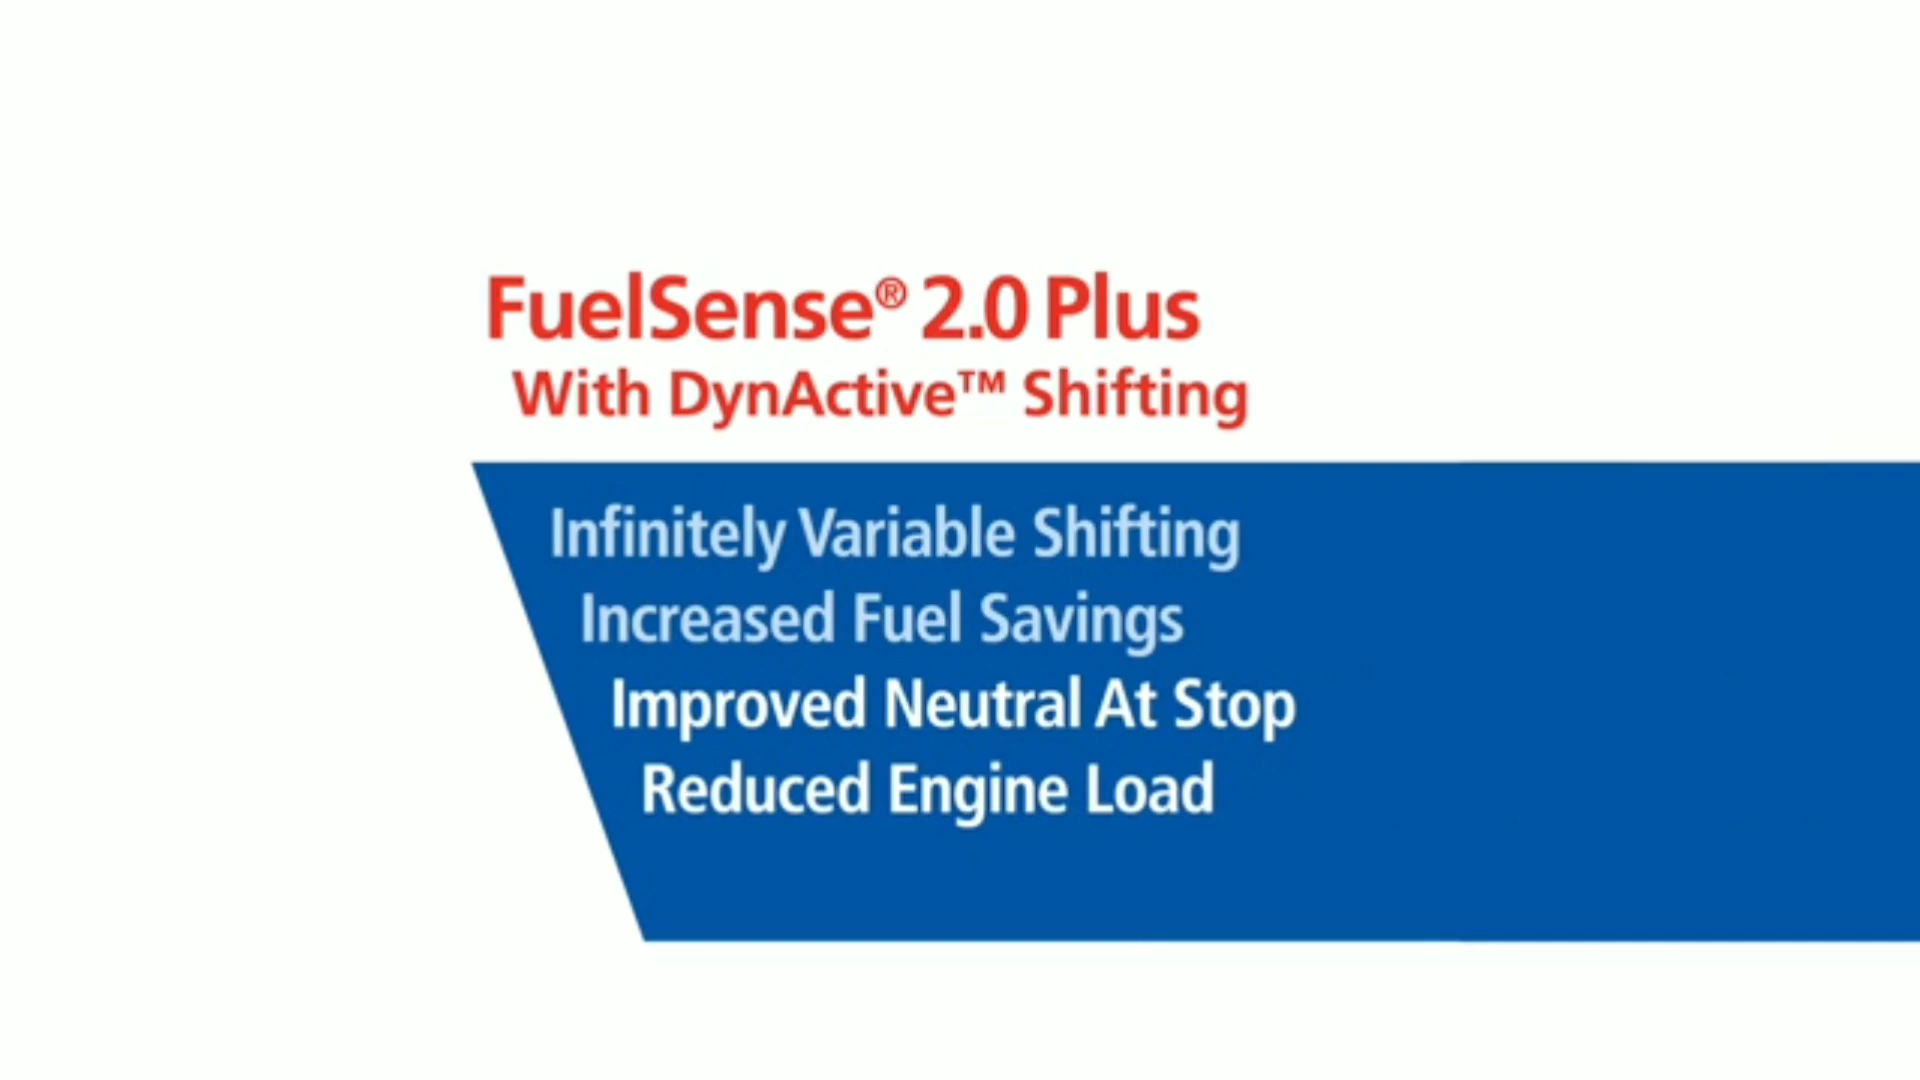 FuelSense® 2.0 Plus
With DynActive™ Shifting
Infinitely Variable Shifting
Increased Fuel Savings
Improved Neutral At Stop
Reduced Engine Load